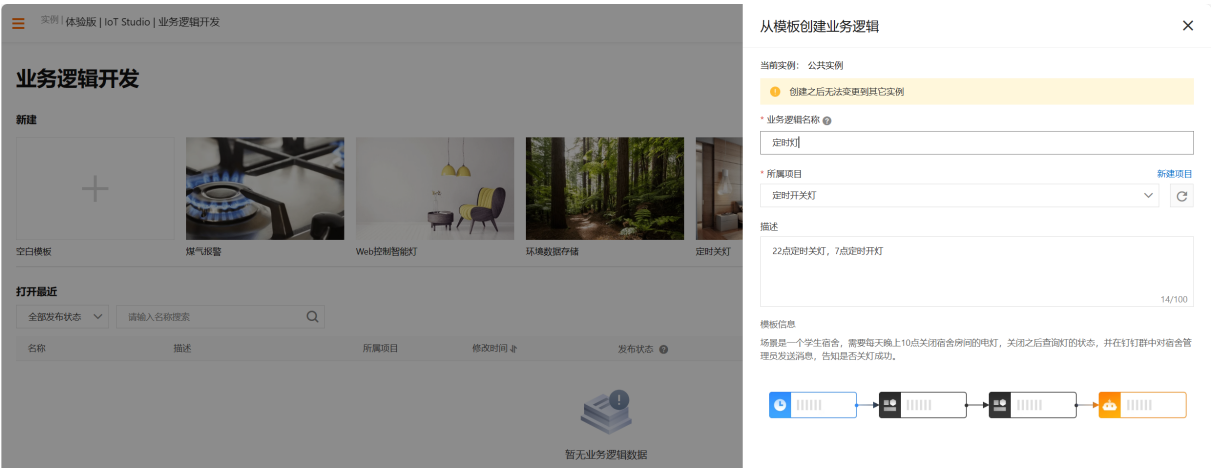 实例 | 体验版 | IoT Studio | 业务逻辑开发
业务逻辑开发
新建
空白模板
煤气报警
Web控制智能灯
环境数据存储
定时关灯
打开最近
全部发布状态
请输入名称搜索
名称
描述
所属项目
修改时间
发布状态
暂无业务逻辑数据
从模板创建业务逻辑
当前实例： 公共实例
创建之后无法变更到其它实例
* 业务逻辑名称
定时灯
* 所属项目
新建项目
定时开关灯
描述
22点定时关灯，7点定时开灯
14/100
模板信息
场景是一个学生宿舍，需要每天晚上10点关闭宿舍房间的电灯，关闭之后查询灯的状态，并在钉钉群中对宿舍管
理员发送消息，告知是否关灯成功。